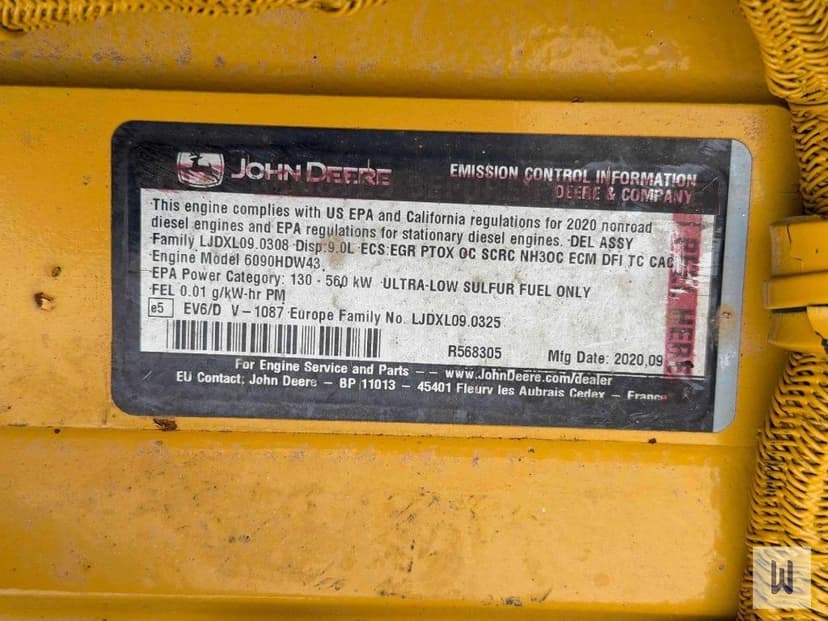 JOHN DEERE
EMISSION CONTROL INFORMATION
DEERE & COMPANY
This engine complies with US EPA and California regulations for 2020 nonroad
diesel engines and EPA regulations for stationary diesel engines. DEL ASSY
Family LJDXL09.0308 Disp:9.0L ECS:EGR PTOX OC SCRC NH3OC ECM DFI TC CAC
Engine Model 6090HDW43
EPA Power Category: 130 - 560 kW ULTRA-LOW SULFUR FUEL ONLY
FEL 0.01 g/kW-hr PM
e5 EV6/D V-1087 Europe Family No. LJDXL09.0325
R568305 Mfg Date: 2020,09
For Engine Service and Parts -- www.JohnDeere.com/dealer
EU Contact: John Deere - BP 11013 - 45401 Fleury les Aubrais Cedex - France
PEEL HERE
W